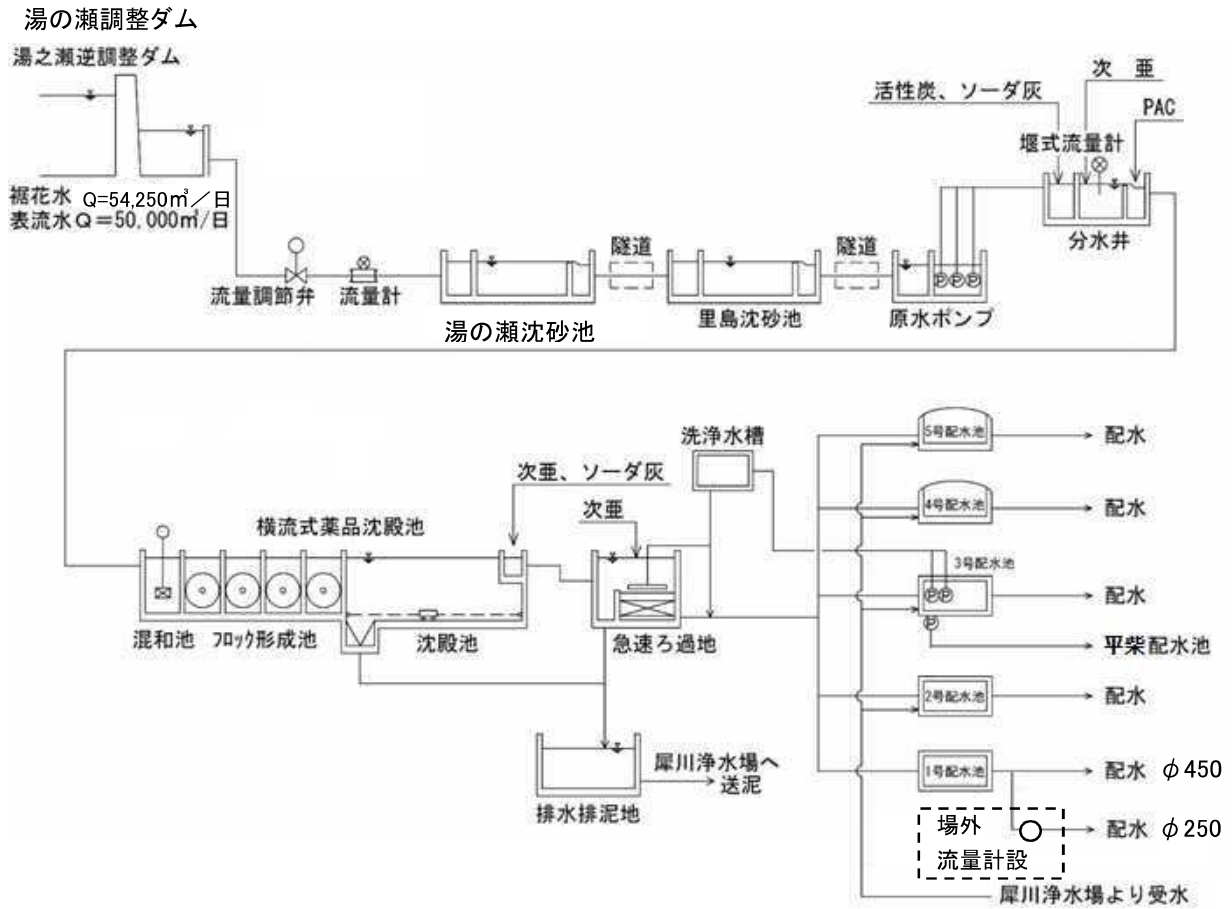 湯の瀬調整ダム
湯之瀬逆調整ダム
裾花水 Q=54,250㎥／日
表流水Q＝50,000㎥/日
流量調節弁
流量計
湯の瀬沈砂池
隧道
里島沈砂池
隧道
原水ポンプ
P P P
活性炭、ソーダ灰
次 亜
PAC
堰式流量計
分水井
混和池
フロック形成池
横流式薬品沈殿池
沈殿池
次亜、ソーダ灰
次亜
急速ろ過地
洗浄水槽
排水排泥地
犀川浄水場へ
送泥
5号配水池
配水
4号配水池
配水
3号配水池
P P
配水
P
平柴配水池
2号配水池
配水
1号配水池
配水 φ450
配水 φ250
場外
流量計設
犀川浄水場より受水